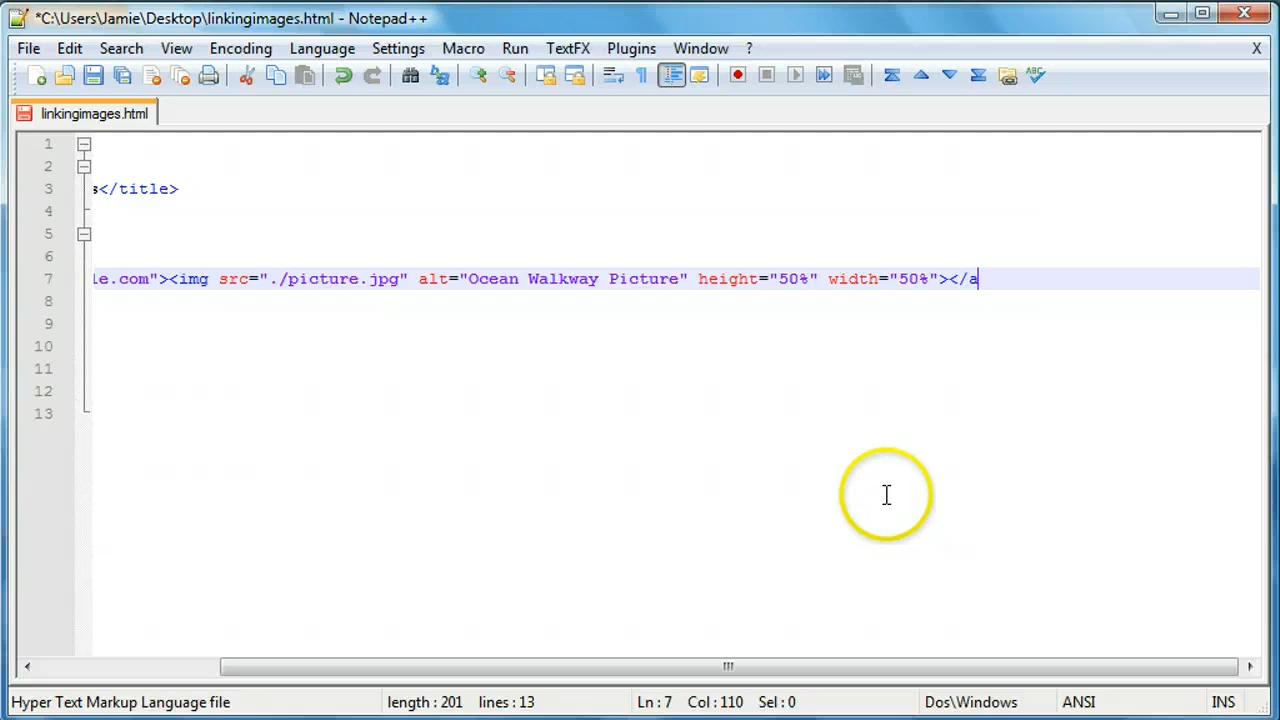 *C:\Users\Jamie\Desktop\linkingimages.html - Notepad++
File Edit Search View Encoding Language Settings Macro Run TextFX Plugins Window ? X
linkingimages.html
1
2
3 s</title>
4
5
6
7 le.com"><img src="./picture.jpg" alt="Ocean Walkway Picture" height="50%" width="50%"></a
8
9
10
11
12
13
Hyper Text Markup Language file length : 201 lines : 13 Ln : 7 Col : 110 Sel : 0 Dos\Windows ANSI INS